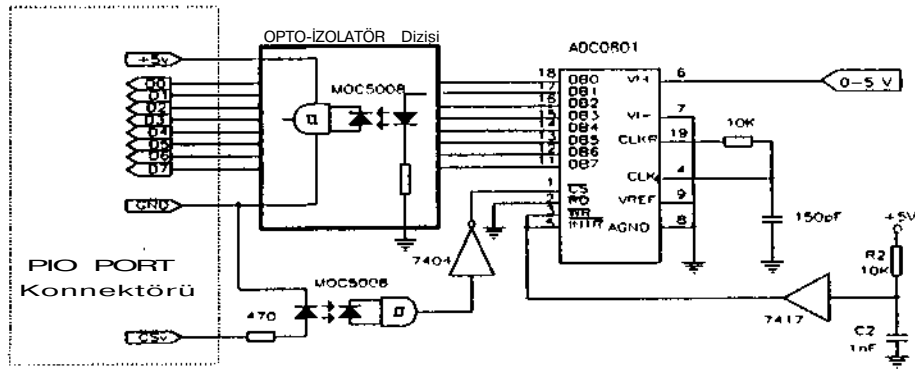 OPTO-İZOLATÖR Dizisi
ADC0801
+5v
D0
D1
D2
D3
D4
D5
D6
D7
GND
PIO PORT
Konnektörü
CSv
470
MOC5008
MOC5008
7404
18
17
16
15
14
13
12
11
DB0
DB1
DB2
DB3
DB4
DB5
DB6
DB7
1
2
CS
RD
WR
INTR
VI+
VI-
CLKR
CLK
VREF
AGND
6
7
19
4
9
8
0-5 V
10K
150pF
+5V
R2
10K
7417
C2
1nF